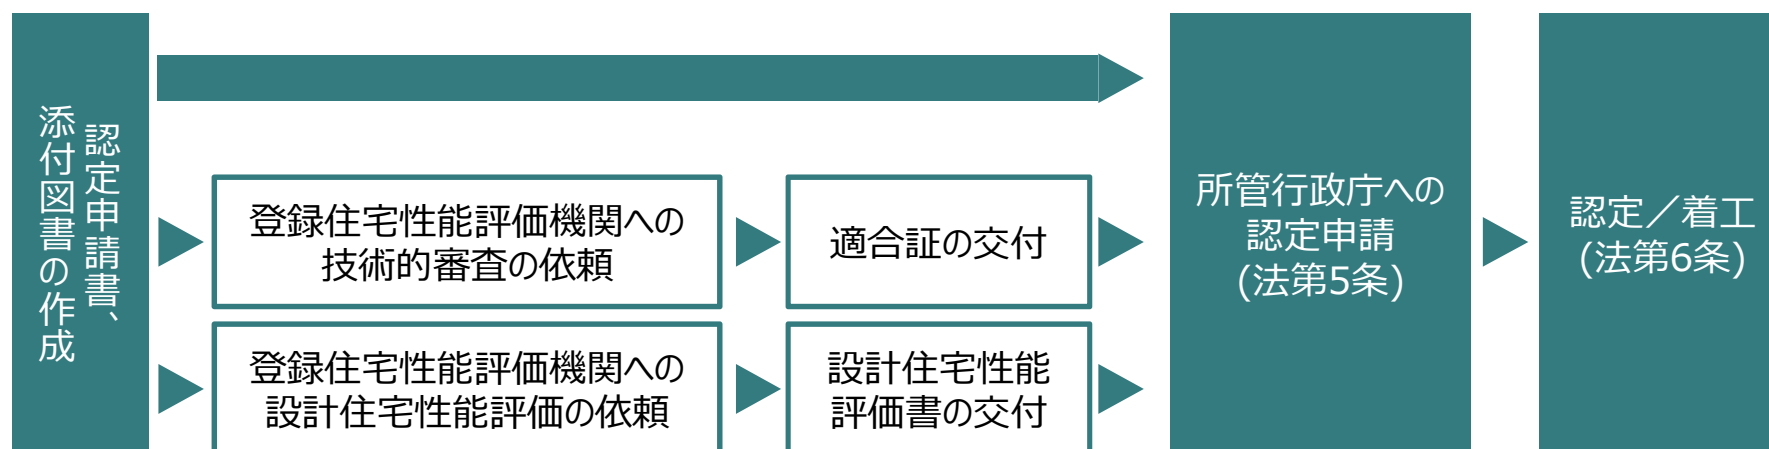 認定申請書、
添付図書の作成
登録住宅性能評価機関への
技術的審査の依頼
適合証の交付
登録住宅性能評価機関への
設計住宅性能評価の依頼
設計住宅性能
評価書の交付
所管行政庁への
認定申請
(法第5条)
認定／着工
(法第6条)